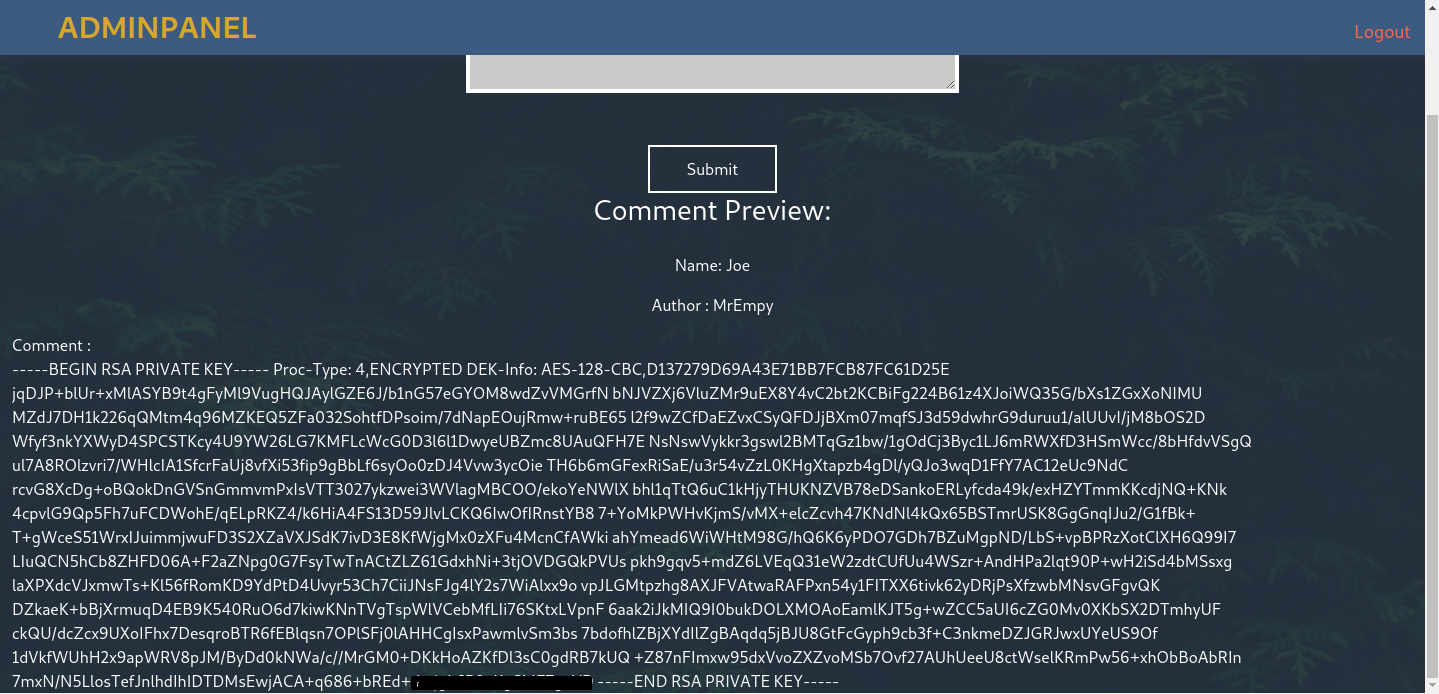 ADMINPANEL
Logout
Submit
Comment Preview:
Name: Joe
Author : MrEmpy
Comment :
-----BEGIN RSA PRIVATE KEY----- Proc-Type: 4,ENCRYPTED DEK-Info: AES-128-CBC,D137279D69A43E71BB7FCB87FC61D25E
jqDJP+blUr+xMlASYB9t4gFyMl9VugHQJAylGZE6J/b1nG57eGYOM8wdZvVMGrfN bNJVZXj6VluZMr9uEX8Y4vC2bt2KCBiFg224B61z4XJoiWQ35G/bXs1ZGxXoNIMU
MZdJ7DH1k226qQMtm4q96MZKEQ5ZFa032SohttfDPsoim/7dNapEOujRmw+ruBE65 l2f9wZCfDaEZvxCSyQFDJjBXm07mqfSJ3d59dwhrG9duruu1/alUUvI/jM8bOS2D
Wfyf3nkYXWyD4SPCSTKcy4U9YW26LG7KMFLcWcG0D3l6l1DwyeUBZmc8UAuQFH7E NsNswVykkr3gswl2BMTqGz1bw/1gOdCj3Byc1LJ6mRWXfD3HSmWcc/8bHfdvVSgQ
ul7A8ROlzvri7/WHlcIA1SfcrFaUj8vfXi53fip9gBbLf6syOo0zDJ4Vvw3ycOie TH6b6mGFexRiSaE/u3r54vZzL0KHgXtapzb4gDl/yQJo3wqD1FfY7AC12eUc9NdC
rcvG8XcDg+oBQokDnGVSnGmmvmPxIsVTT3027ykzwei3WVlagMBCOO/ekoYeNWlX bhl1qTtQ6uC1kHjyTHUKNZVB78eDSankoERLyfcda49k/exHZYTmmKKcdjNQ+KNk
4cpvlG9Qp5Fh7uFCDWohE/qELpRKZ4/k6HiA4FS13D59JlvLCKQ6IwOfIRnstYB8 7+YoMkPWHvKjmS/vMX+elcZcvh47KNdNl4kQx65BSTmrUSK8GgGnqIJu2/G1fBk+
T+gWceS51WrxIJuimmjwuFD3S2XZaVXJSdK7ivD3E8KfWjgMx0zXFu4McnCfAWki ahYmead6WiWHtM98G/hQ6K6yPDO7GDh7BZuMgpND/LbS+vpBPRzXotClXH6Q99I7
LIuQCN5hCb8ZHFD06A+F2aZNpg0G7FsyTwTnACtZLZ61GdxhNi+3tjOVDGQkPVUs pkh9gqv5+mdZ6LVEqQ31eW2zdtCUfUu4WSzr+AndHPa2lqt90P+wH2iSd4bMSsxg
laXPXdcVJxmwTs+Kl56fRomKD9YdPtD4Uvyr53Ch7CiiJNsFJg4lY2s7WiAlxx9o vpJLGMtpzhg8AXJFVAtwaRAFPxn54y1FITXX6tivk62yDRjPsXfzwbMNsvGFgvQK
DZkaeK+bBjXrmuqD4EB9K540RuO6d7kiwKNnTVgTspWlVCebMfLIi76SKtxLVpnF 6aak2iJkMIQ9I0bukDOLXMOAoEamlKJT5g+wZCC5aUI6cZG0Mv0XKbSX2DTmhyUF
ckQU/dcZcx9UXoIFhx7DesqroBTR6fEBlqsn7OPlSFj0lAHHCgIsxPawmlvSm3bs 7bdofhlZBjXYdIlZgBAqdq5jBJU8GtFcGyph9cb3f+C3nkmeDZJGRJwxUYeUS9Of
1dVkfWUhH2x9apWRV8pJM/ByDd0kNWa/c//MrGM0+DKkHoAZKfDl3sC0gdRB7kUQ +Z87nFImxw95dxVvoZXZvoMSb7Ovf27AUhUeeU8ctWselKRmPw56+xhObBoAbRIn
7mxN/N5LlosTefJnlhdIhIDTDMsEwjACA+q686+bREd+ -----END RSA PRIVATE KEY-----